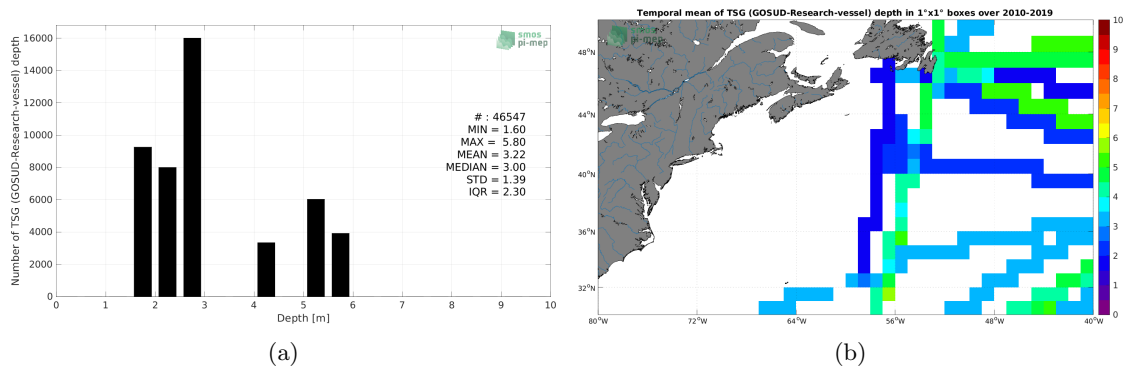 smos
pi-mep
# : 46547
MIN = 1.60
MAX = 5.80
MEAN = 3.22
MEDIAN = 3.00
STD = 1.39
IQR = 2.30
Number of TSG (GOSUD-Research-vessel) depth
16000
14000
12000
10000
8000
6000
4000
2000
0
0 1 2 3 4 5 6 7 8 9 10
Depth [m]
(a)
Temporal mean of TSG (GOSUD-Research-vessel) depth in 1°x1° boxes over 2010-2019
smos
pi-mep
48°N
44°N
40°N
36°N
32°N
80°W 72°W 64°W 56°W 48°W 40°W
10
9
8
7
6
5
4
3
2
1
0
(b)